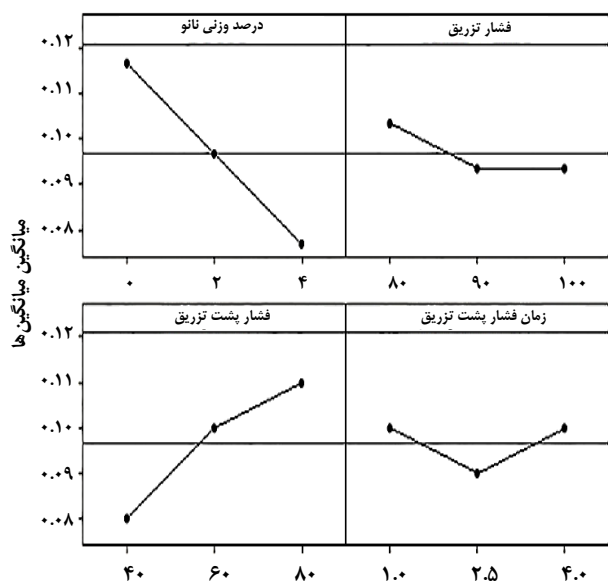 درصد وزنی نانو
فشار تزریق
۰.۱۲
۰.۱۱
۰.۱۰
۰.۰۹
۰.۰۸
۰ ۲ ۴
۸۰ ۹۰ ۱۰۰
میانگین میانگین‌ها
فشار پشت تزریق
زمان فشار پشت تزریق
۰.۱۲
۰.۱۱
۰.۱۰
۰.۰۹
۰.۰۸
۴۰ ۶۰ ۸۰
۱.۰ ۲.۵ ۴.۰